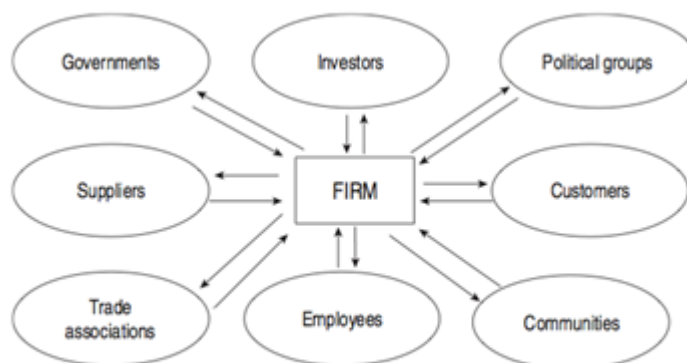 Governments
Investors
Political groups
Suppliers
FIRM
Customers
Trade
associations
Employees
Communities